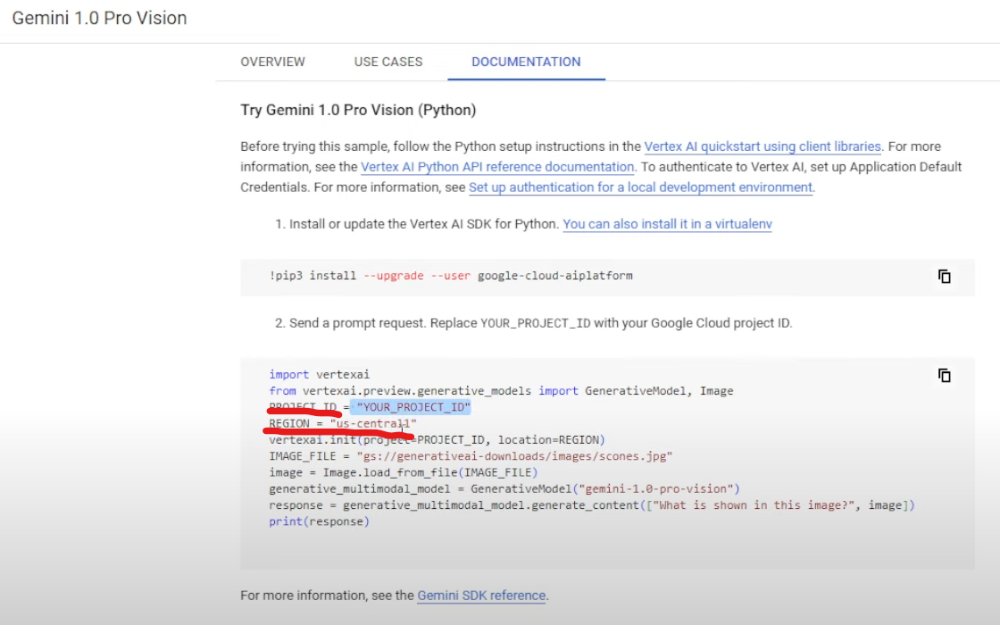 Gemini 1.0 Pro Vision
OVERVIEW USE CASES DOCUMENTATION
Try Gemini 1.0 Pro Vision (Python)
Before trying this sample, follow the Python setup instructions in the Vertex AI quickstart using client libraries. For more
information, see the Vertex AI Python API reference documentation. To authenticate to Vertex AI, set up Application Default
Credentials. For more information, see Set up authentication for a local development environment.
1. Install or update the Vertex AI SDK for Python. You can also install it in a virtualenv
!pip3 install --upgrade --user google-cloud-aiplatform
2. Send a prompt request. Replace YOUR_PROJECT_ID with your Google Cloud project ID.
import vertexai
from vertexai.preview.generative_models import GenerativeModel, Image
PROJECT_ID = "YOUR_PROJECT_ID"
REGION = "us-central1"
vertexai.init(project=PROJECT_ID, location=REGION)
IMAGE_FILE = "gs://generativeai-downloads/images/scones.jpg"
image = Image.load_from_file(IMAGE_FILE)
generative_multimodal_model = GenerativeModel("gemini-1.0-pro-vision")
response = generative_multimodal_model.generate_content(["What is shown in this image?", image])
print(response)
For more information, see the Gemini SDK reference.